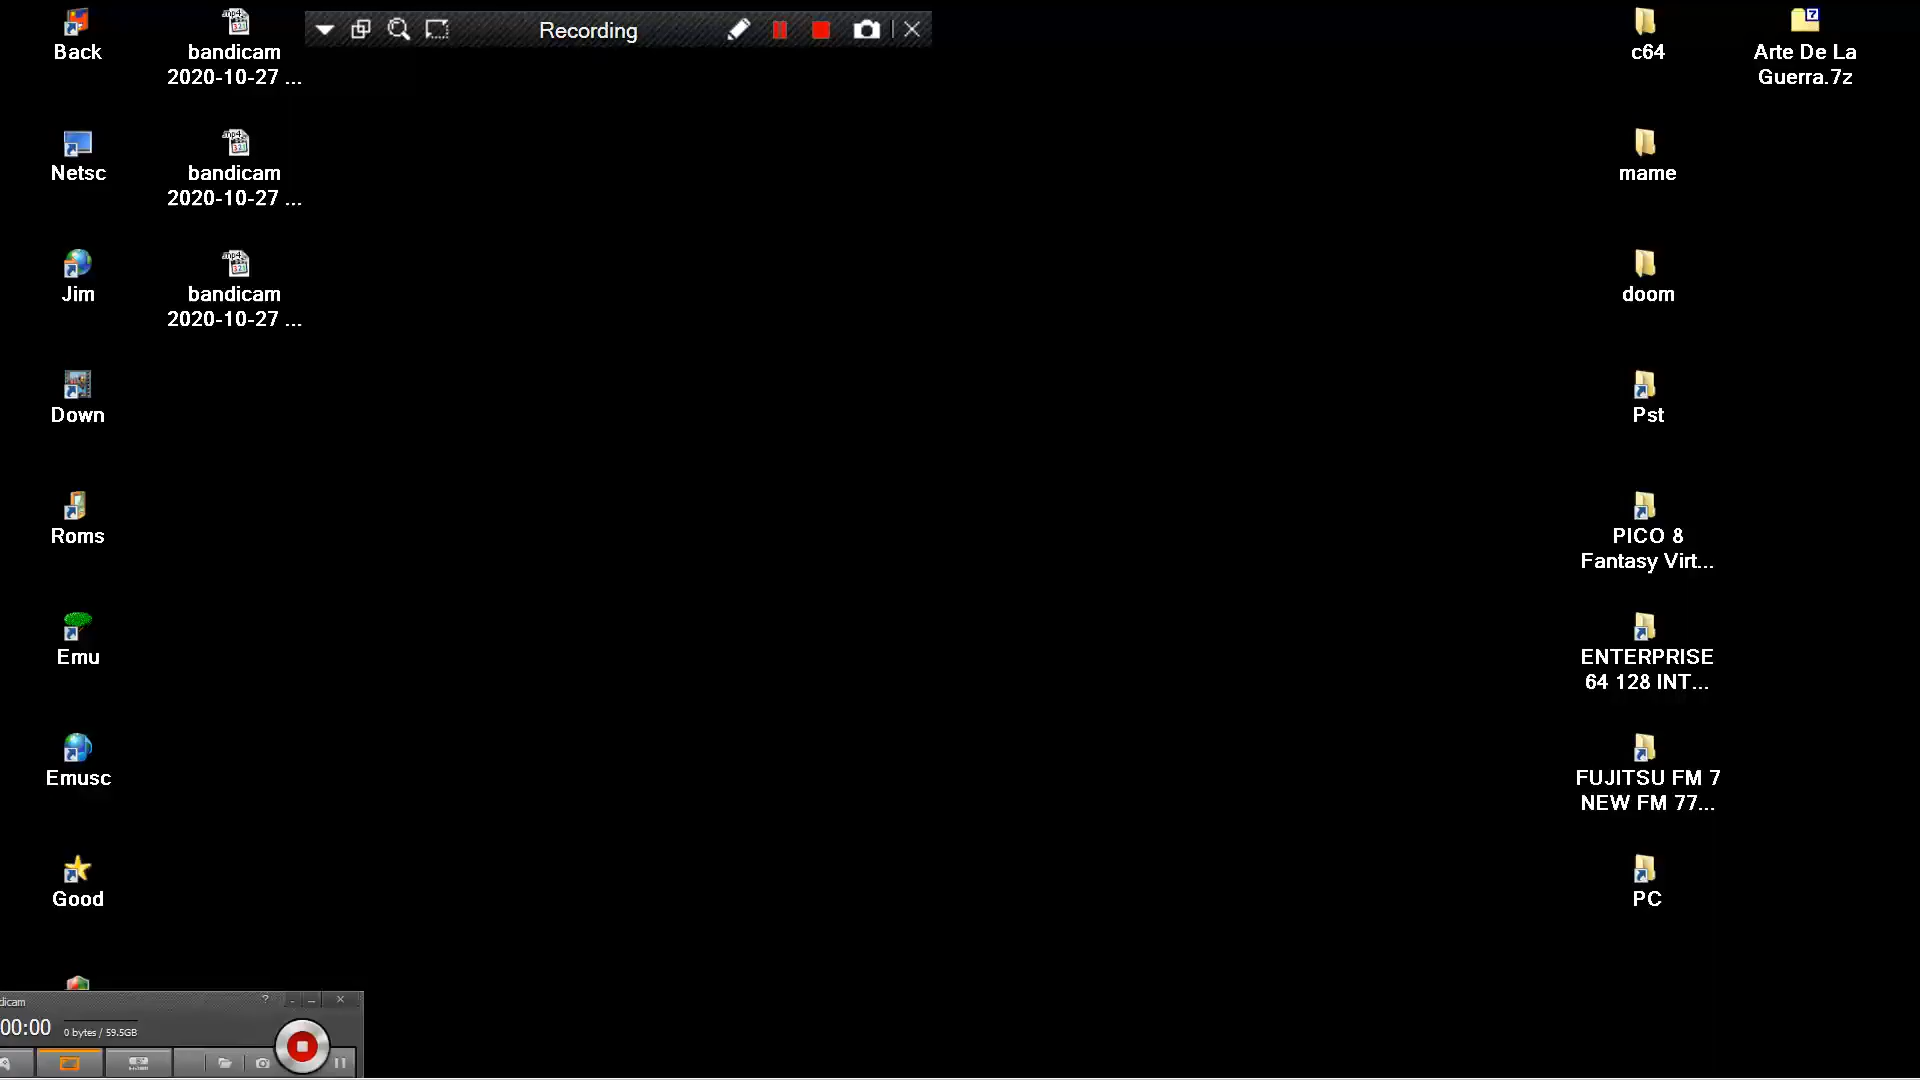 Recording
Back
Netsc
Jim
Down
Roms
Emu
Emusc
Good
bandicam
2020-10-27 ...
bandicam
2020-10-27 ...
bandicam
2020-10-27 ...
c64
mame
doom
Pst
PICO 8
Fantasy Virt...
ENTERPRISE
64 128 INT...
FUJITSU FM 7
NEW FM 77...
PC
Arte De La
Guerra.7z
dicam
00:00
0 bytes / 59.5GB